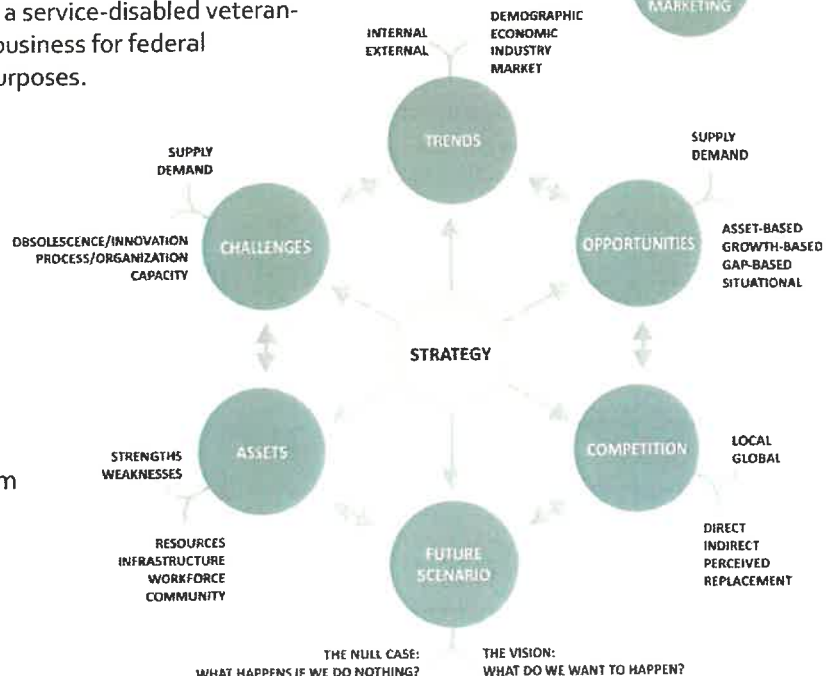 a service-disabled veteran-
business for federal
urposes.
MARKETING
INTERNAL
EXTERNAL
DEMOGRAPHIC
ECONOMIC
INDUSTRY
MARKET
TRENDS
SUPPLY
DEMAND
OBSOLESCENCE/INNOVATION
PROCESS/ORGANIZATION
CAPACITY
CHALLENGES
SUPPLY
DEMAND
OPPORTUNITIES
ASSET-BASED
GROWTH-BASED
GAP-BASED
SITUATIONAL
STRATEGY
STRENGTHS
WEAKNESSES
ASSETS
RESOURCES
INFRASTRUCTURE
WORKFORCE
COMMUNITY
COMPETITION
LOCAL
GLOBAL
DIRECT
INDIRECT
PERCEIVED
REPLACEMENT
m
FUTURE
SCENARIO
THE NULL CASE:
WHAT HAPPENS IF WE DO NOTHING?
THE VISION:
WHAT DO WE WANT TO HAPPEN?